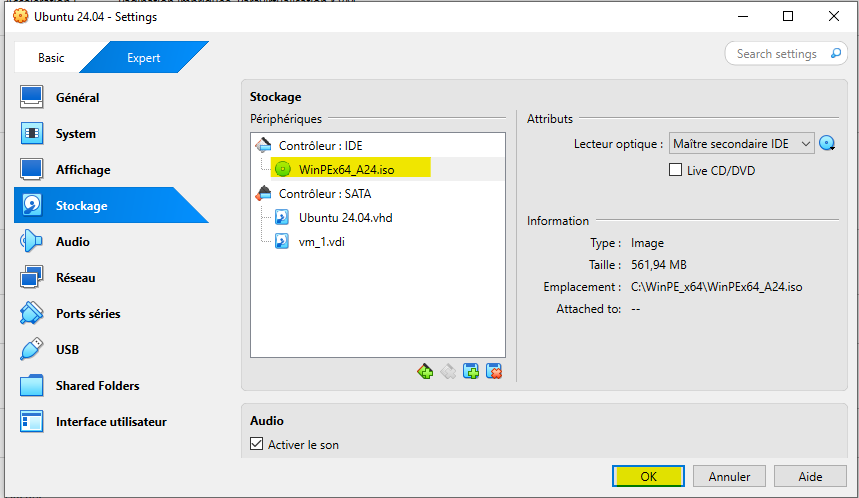 Ubuntu 24.04 - Settings
Basic
Expert
Search settings
Général
System
Affichage
Stockage
Audio
Réseau
Ports séries
USB
Shared Folders
Interface utilisateur
Stockage
Périphériques
Contrôleur : IDE
WinPEx64_A24.iso
Contrôleur : SATA
Ubuntu 24.04.vhd
vm_1.vdi
Attributs
Lecteur optique : Maître secondaire IDE
Live CD/DVD
Information
Type : Image
Taille : 561,94 MB
Emplacement : C:\WinPE_x64\WinPEx64_A24.iso
Attached to: --
Audio
Activer le son
OK
Annuler
Aide